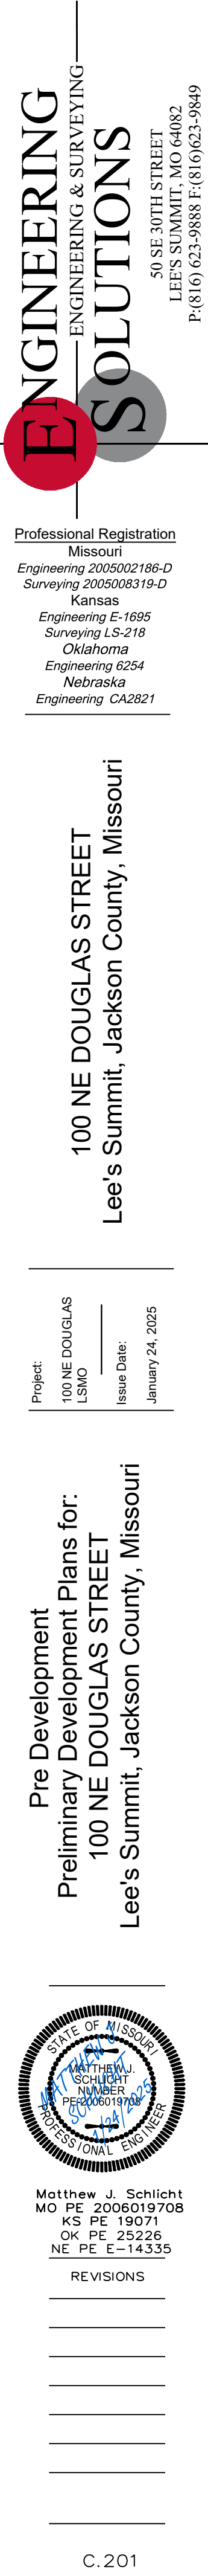 ENGINEERING
ENGINEERING & SURVEYING
SOLUTIONS
50 SE 30TH STREET
LEE'S SUMMIT, MO 64082
P:(816) 623-9888 F:(816)623-9849
Professional Registration
Missouri
Engineering 2005002186-D
Surveying 2005008319-D
Kansas
Engineering E-1695
Surveying LS-218
Oklahoma
Engineering 6254
Nebraska
Engineering CA2821
100 NE DOUGLAS STREET
Lee's Summit, Jackson County, Missouri
Project:
100 NE DOUGLAS
LSMO
Issue Date:
January 24, 2025
Pre Development
Preliminary Development Plans for:
100 NE DOUGLAS STREET
Lee's Summit, Jackson County, Missouri
STATE OF MISSOURI
MATTHEW J.
SCHLICHT
NUMBER
PE-2006019708
PROFESSIONAL ENGINEER
MATTHEW J.
SCHLICHT
1/24/2025
Matthew J. Schlicht
MO PE 2006019708
KS PE 19071
OK PE 25226
NE PE E-14335
REVISIONS
C.201